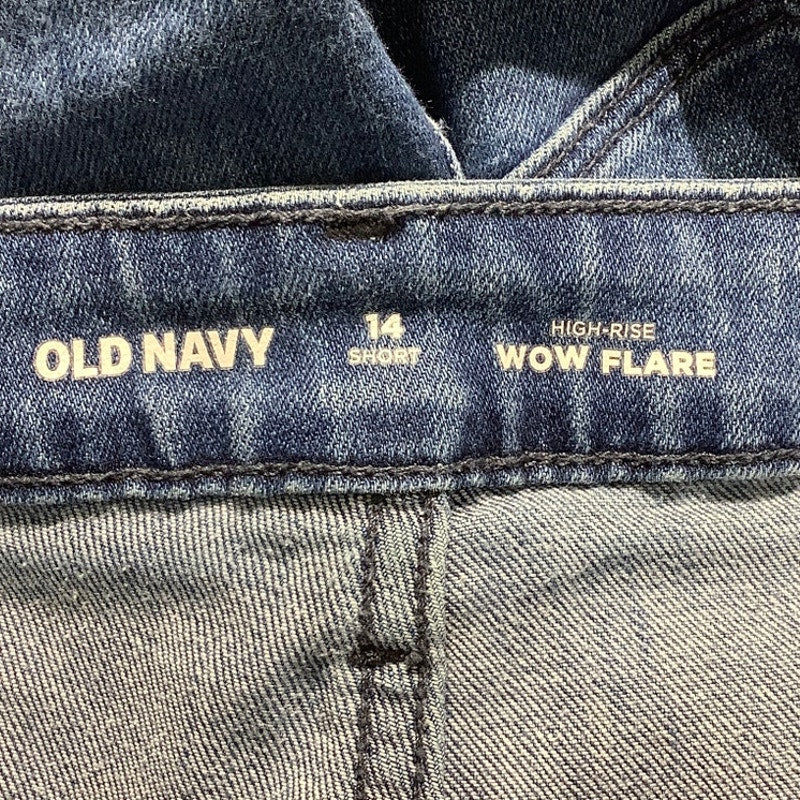 OLD NAVY
14
SHORT
HIGH-RISE
WOW FLARE